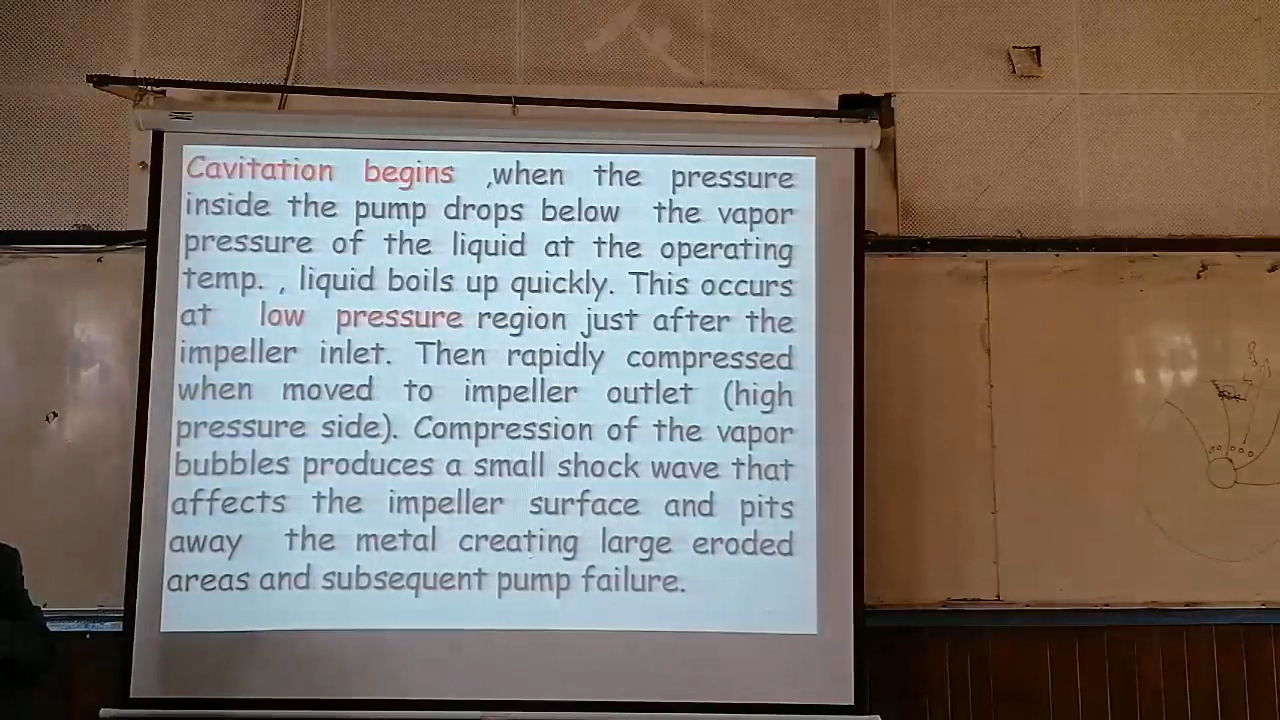 Cavitation begins ,when the pressure
inside the pump drops below the vapor
pressure of the liquid at the operating
temp. , liquid boils up quickly. This occurs
at low pressure region just after the
impeller inlet. Then rapidly compressed
when moved to impeller outlet (high
pressure side). Compression of the vapor
bubbles produces a small shock wave that
affects the impeller surface and pits
away the metal creating large eroded
areas and subsequent pump failure.